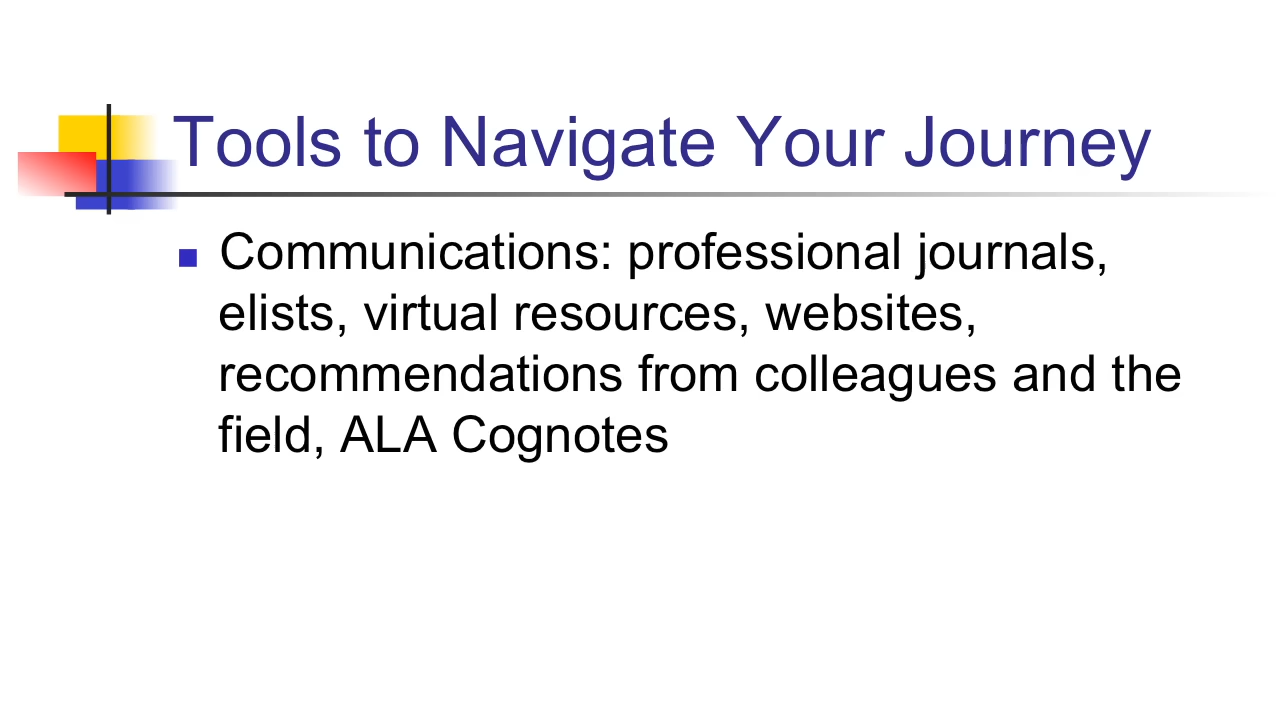 Tools to Navigate Your Journey
Communications: professional journals,
elists, virtual resources, websites,
recommendations from colleagues and the
field, ALA Cognotes